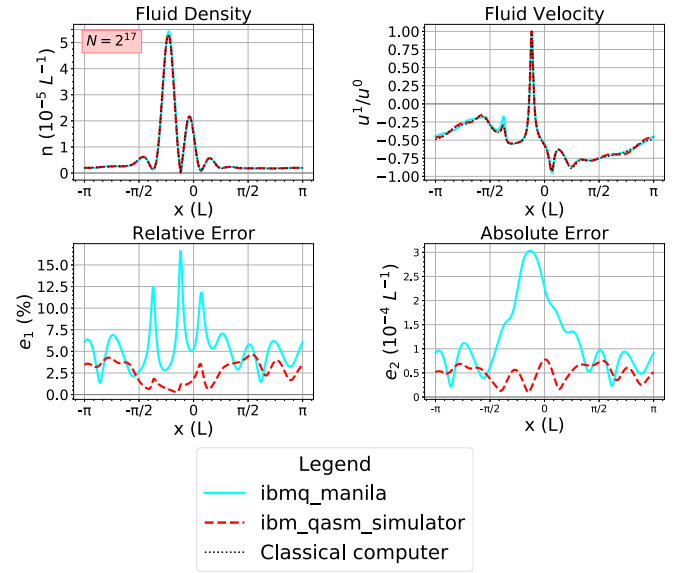 Fluid Density
N = 2^17
n (10^-5 L^-1)
5
4
3
2
1
0
-π -π/2 0 π/2 π
x (L)
Fluid Velocity
u^1/u^0
1.00
0.75
0.50
0.25
0.00
−0.25
−0.50
−0.75
−1.00
-π -π/2 0 π/2 π
x (L)
Relative Error
e_1 (%)
15.0
12.5
10.0
7.5
5.0
2.5
0.0
-π -π/2 0 π/2 π
x (L)
Absolute Error
e_2 (10^-4 L^-1)
3
2.5
2
1.5
1
0.5
0
-π -π/2 0 π/2 π
x (L)
Legend
ibmq_manila
ibm_qasm_simulator
Classical computer